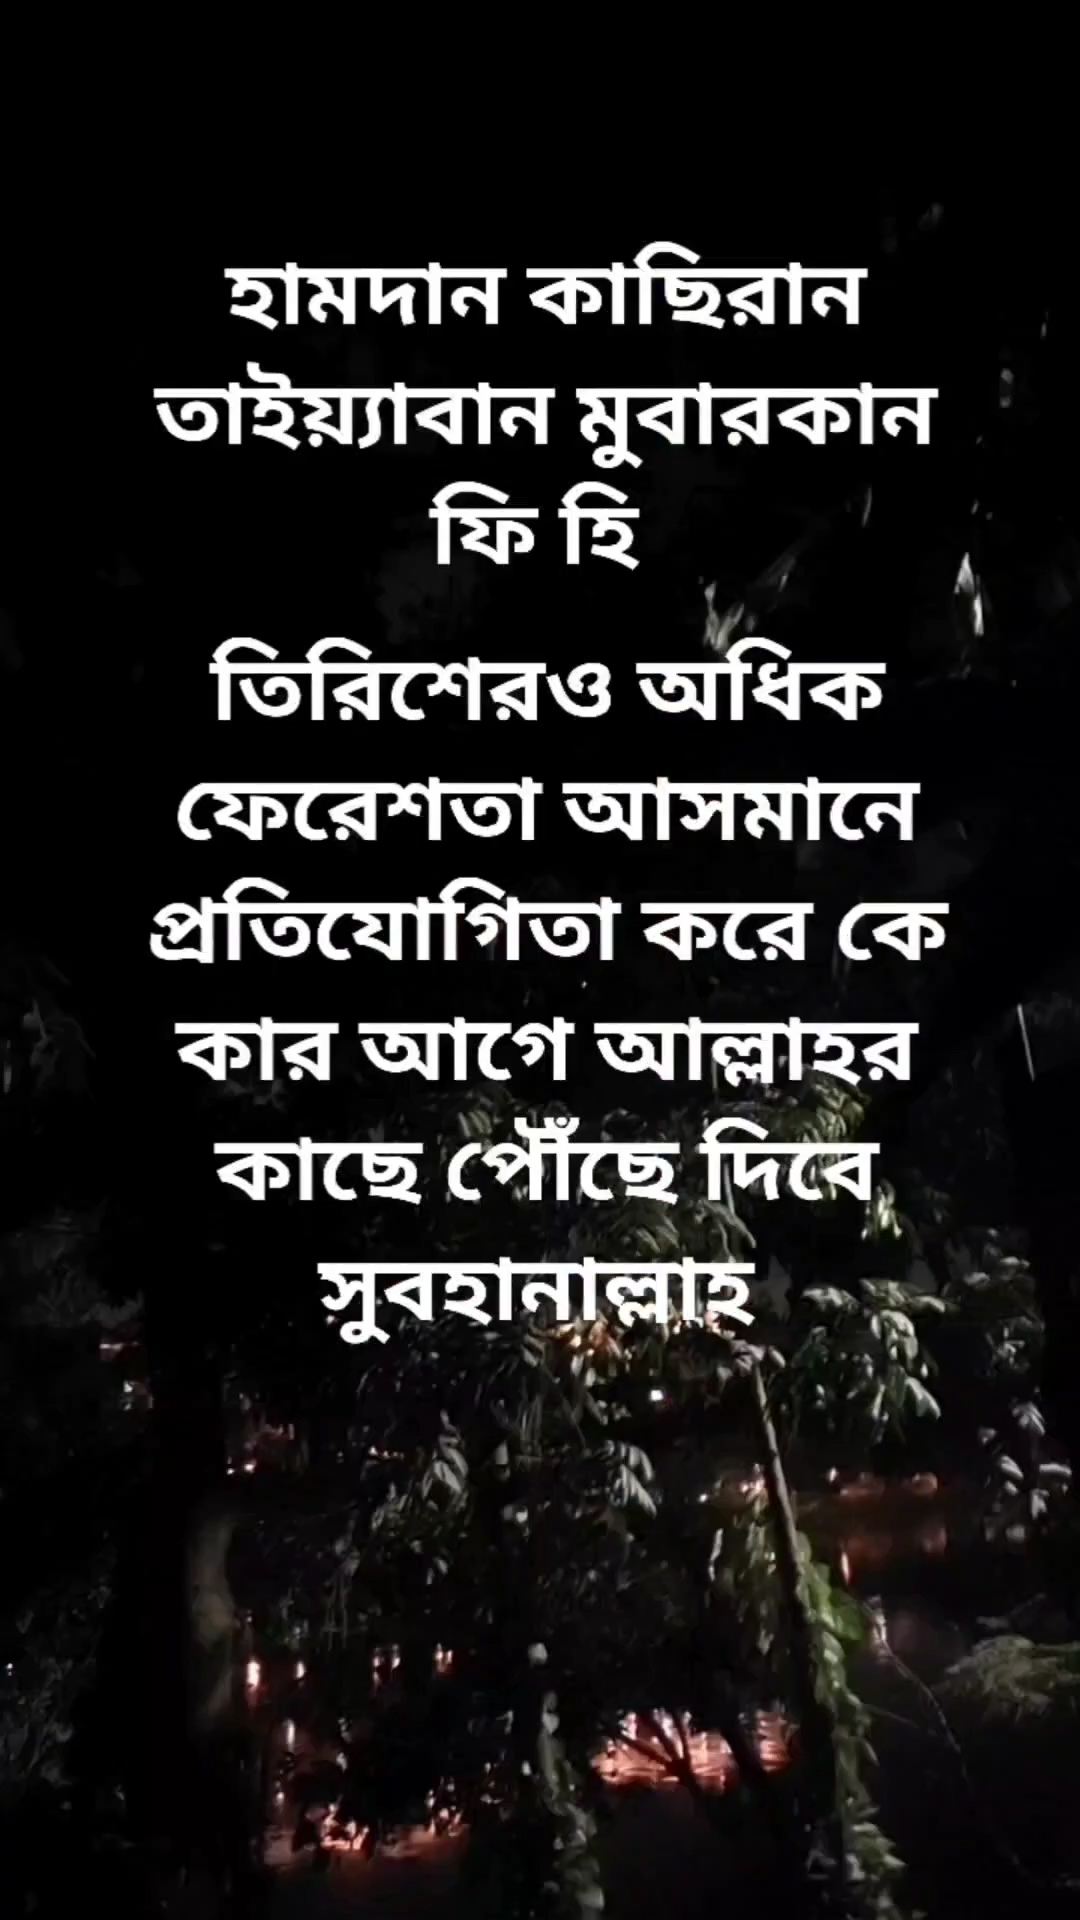 হামদান কাছিরান
তাইয়্যাবান মুবারকান
ফি হি
তিরিশেরও অধিক
ফেরেশতা আসমানে
প্রতিযোগিতা করে কে
কার আগে আল্লাহর
কাছে পৌঁছে দিবে
সুবহানাল্লাহ